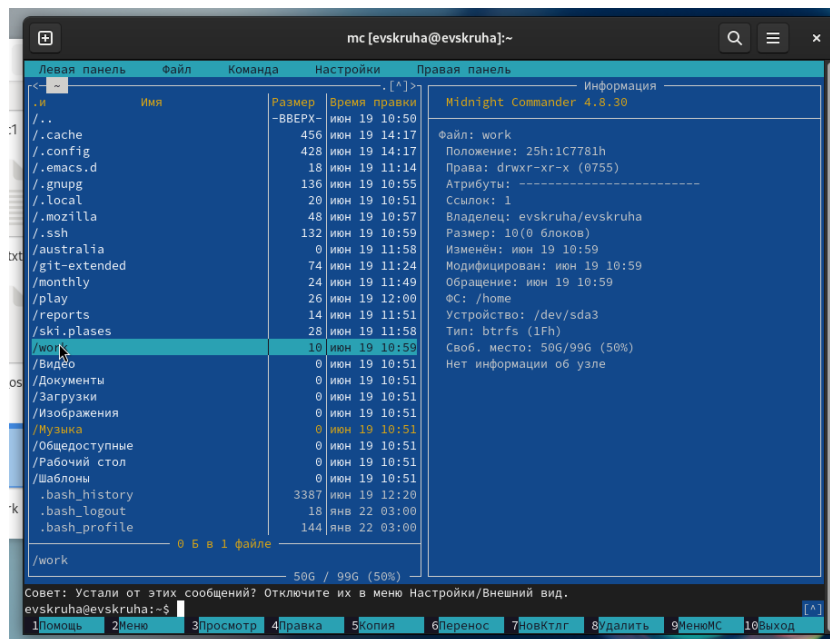 mc [evskruha@evskruha]:~
Левая панель Файл Команда Настройки Правая панель
<─ ~ .[^]>
.и Имя Размер Время правки
/.. -ВВЕРХ- июн 19 10:50
/.cache 456 июн 19 14:17
/.config 428 июн 19 14:17
/.emacs.d 18 июн 19 11:14
/.gnupg 136 июн 19 10:55
/.local 20 июн 19 10:51
/.mozilla 48 июн 19 10:57
/.ssh 132 июн 19 10:59
/australia 0 июн 19 11:58
/git-extended 74 июн 19 11:24
/monthly 24 июн 19 11:49
/play 26 июн 19 12:00
/reports 14 июн 19 11:51
/ski.plases 28 июн 19 11:58
/work 10 июн 19 10:59
/Видео 0 июн 19 10:51
/Документы 0 июн 19 10:51
/Загрузки 0 июн 19 10:51
/Изображения 0 июн 19 10:51
/Музыка 0 июн 19 10:51
/Общедоступные 0 июн 19 10:51
/Рабочий стол 0 июн 19 10:51
/Шаблоны 0 июн 19 10:51
.bash_history 3387 июн 19 12:20
.bash_logout 18 янв 22 03:00
.bash_profile 144 янв 22 03:00
0 Б в 1 файле
/work
50G / 99G (50%)
Информация
Midnight Commander 4.8.30
Файл: work
Положение: 25h:1C7781h
Права: drwxr-xr-x (0755)
Атрибуты: ------------------------
Ссылок: 1
Владелец: evskruha/evskruha
Размер: 10(0 блоков)
Изменён: июн 19 10:59
Модифицирован: июн 19 10:59
Обращение: июн 19 10:59
ФС: /home
Устройство: /dev/sda3
Тип: btrfs (1Fh)
Своб. место: 50G/99G (50%)
Нет информации об узле
Совет: Устали от этих сообщений? Отключите их в меню Настройки/Внешний вид.
evskruha@evskruha:~$ [^]
1Помощь 2Меню 3Просмотр 4Правка 5Копия 6Перенос 7НовКтлг 8Удалить 9МенюМС 10Выход